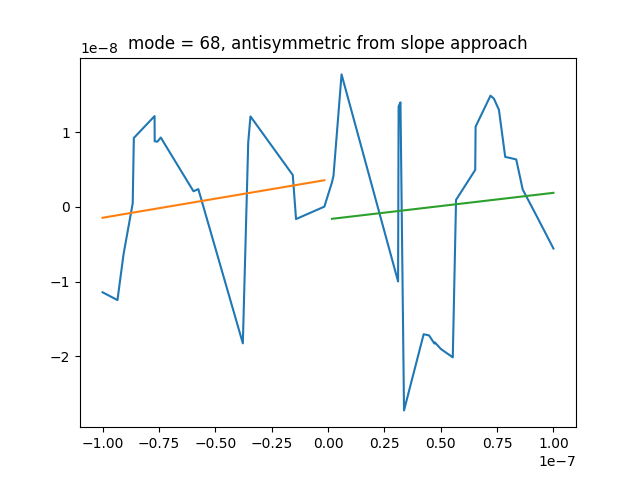 mode = 68, antisymmetric from slope approach
1e−8
1
0
−1
−2
−1.00 −0.75 −0.50 −0.25 0.00 0.25 0.50 0.75 1.00
1e−7